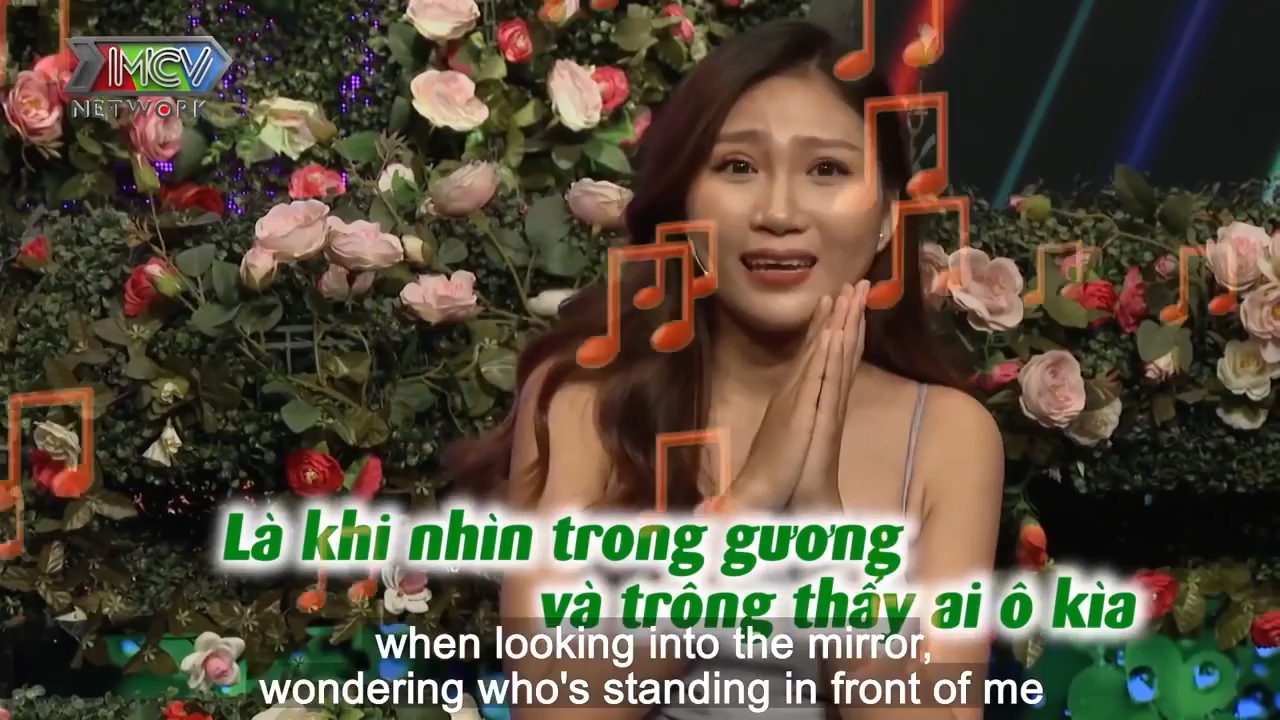 MCV
NETWORK
Là khi nhìn trong gương
và trông thấy ai ô kìa
when looking into the mirror,
wondering who's standing in front of me